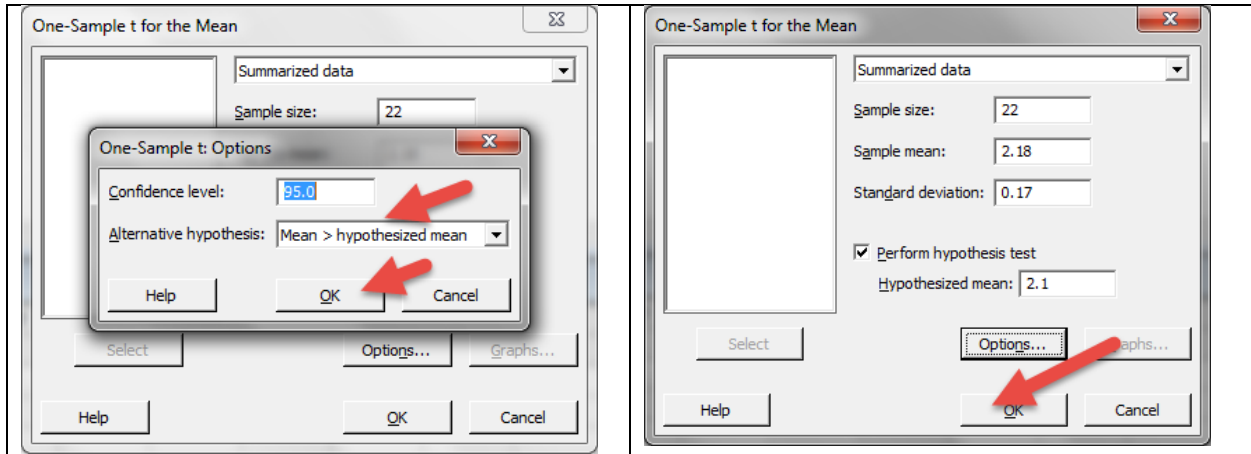 One-Sample t for the Mean
Summarized data
Sample size: 22
One-Sample t: Options
Confidence level: 95.0
Alternative hypothesis: Mean > hypothesized mean
Help OK Cancel
Select Options... Graphs...
Help OK Cancel
One-Sample t for the Mean
Summarized data
Sample size: 22
Sample mean: 2.18
Standard deviation: 0.17
Perform hypothesis test
Hypothesized mean: 2.1
Select Options... aphs...
Help OK Cancel